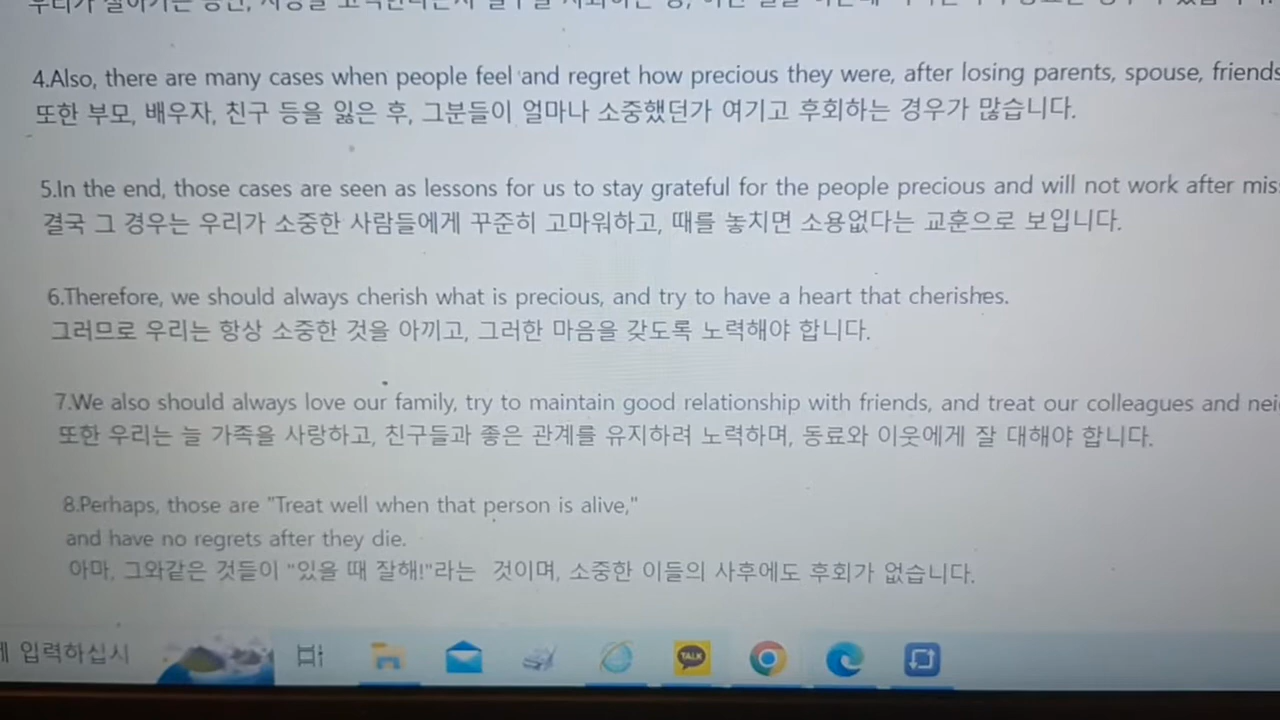 4.Also, there are many cases when people feel and regret how precious they were, after losing parents, spouse, friends
또한 부모, 배우자, 친구 등을 잃은 후, 그분들이 얼마나 소중했던가 여기고 후회하는 경우가 많습니다.
5.In the end, those cases are seen as lessons for us to stay grateful for the people precious and will not work after mis
결국 그 경우는 우리가 소중한 사람들에게 꾸준히 고마워하고, 때를 놓치면 소용없다는 교훈으로 보입니다.
6.Therefore, we should always cherish what is precious, and try to have a heart that cherishes.
그러므로 우리는 항상 소중한 것을 아끼고, 그러한 마음을 갖도록 노력해야 합니다.
7.We also should always love our family, try to maintain good relationship with friends, and treat our colleagues and nei
또한 우리는 늘 가족을 사랑하고, 친구들과 좋은 관계를 유지하려 노력하며, 동료와 이웃에게 잘 대해야 합니다.
8.Perhaps, those are "Treat well when that person is alive,"
and have no regrets after they die.
아마, 그와같은 것들이 "있을 때 잘해!"라는 것이며, 소중한 이들의 사후에도 후회가 없습니다.
입력하십시
TALK